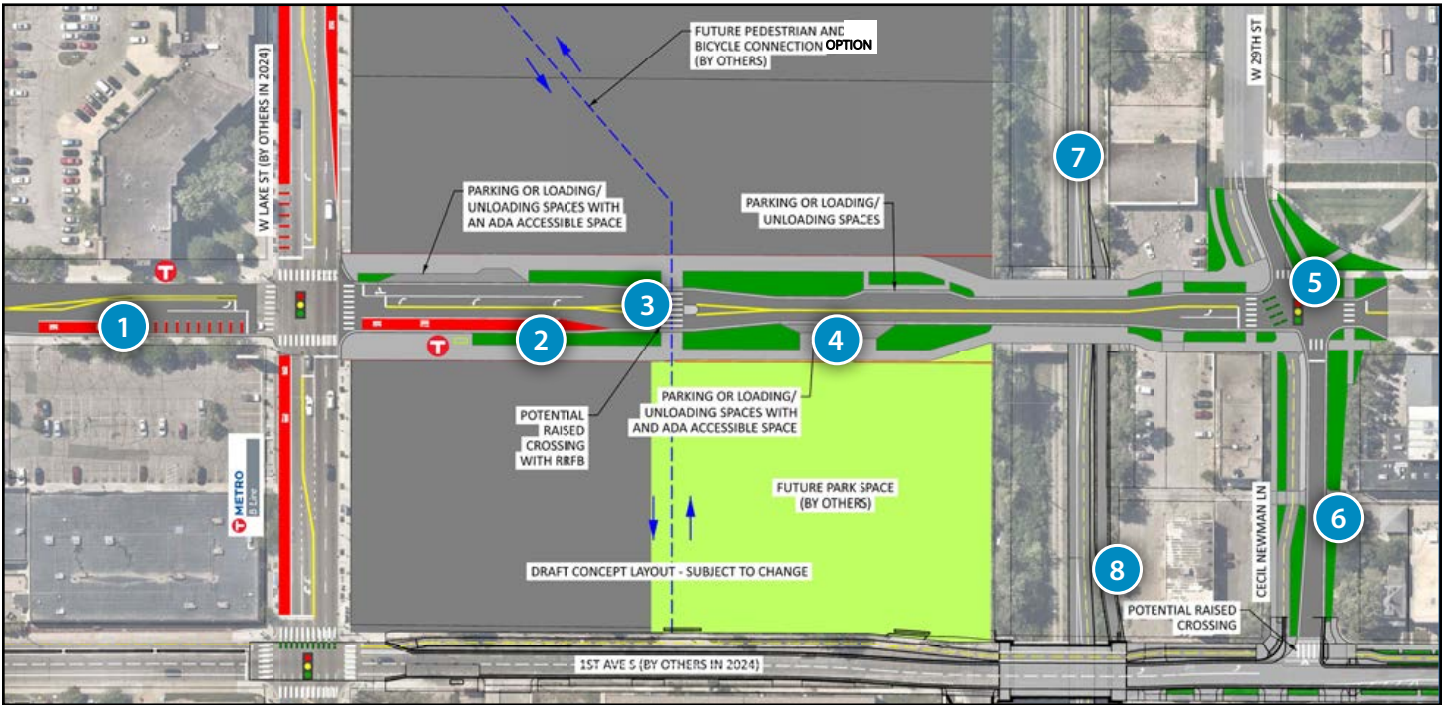 FUTURE PEDESTRIAN AND
BICYCLE CONNECTION OPTION
(BY OTHERS)
W LAKE ST (BY OTHERS IN 2024)
W 29TH ST
7
PARKING OR LOADING/
UNLOADING SPACES WITH
AN ADA ACCESSIBLE SPACE
PARKING OR LOADING/
UNLOADING SPACES
T
5
3
1
2
4
T
POTENTIAL
RAISED
CROSSING
WITH RRFB
PARKING OR LOADING/
UNLOADING SPACES WITH
AND ADA ACCESSIBLE SPACE
T METRO
B Line
FUTURE PARK SPACE
(BY OTHERS)
CECIL NEWMAN LN
6
DRAFT CONCEPT LAYOUT - SUBJECT TO CHANGE
8
POTENTIAL RAISED
CROSSING
1ST AVE S (BY OTHERS IN 2024)